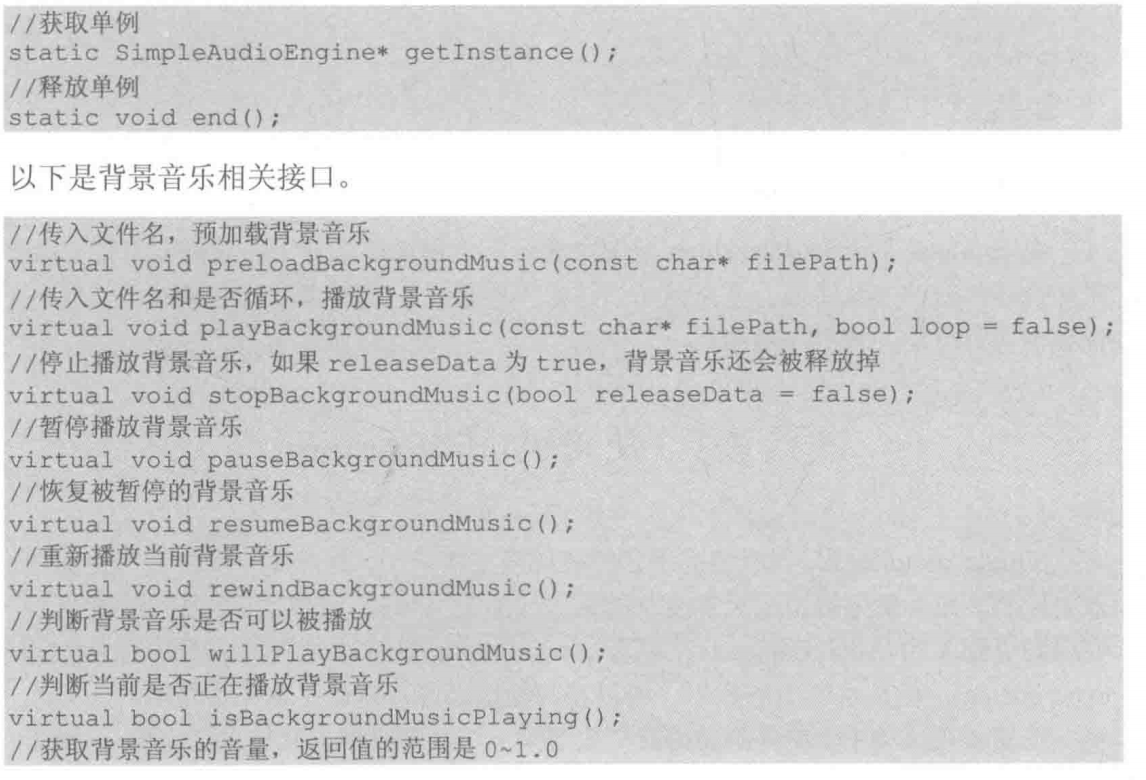 //获取单例
static SimpleAudioEngine* getInstance();
//释放单例
static void end();
以下是背景音乐相关接口。
//传入文件名，预加载背景音乐
virtual void preloadBackgroundMusic(const char* filePath);
//传入文件名和是否循环，播放背景音乐
virtual void playBackgroundMusic(const char* filePath, bool loop = false);
//停止播放背景音乐，如果 releaseData 为 true，背景音乐还会被释放掉
virtual void stopBackgroundMusic(bool releaseData = false);
//暂停播放背景音乐
virtual void pauseBackgroundMusic();
//恢复被暂停的背景音乐
virtual void resumeBackgroundMusic();
//重新播放当前背景音乐
virtual void rewindBackgroundMusic();
//判断背景音乐是否可以被播放
virtual bool willPlayBackgroundMusic();
//判断当前是否正在播放背景音乐
virtual bool isBackgroundMusicPlaying();
//获取背景音乐的音量，返回值的范围是 0~1.0